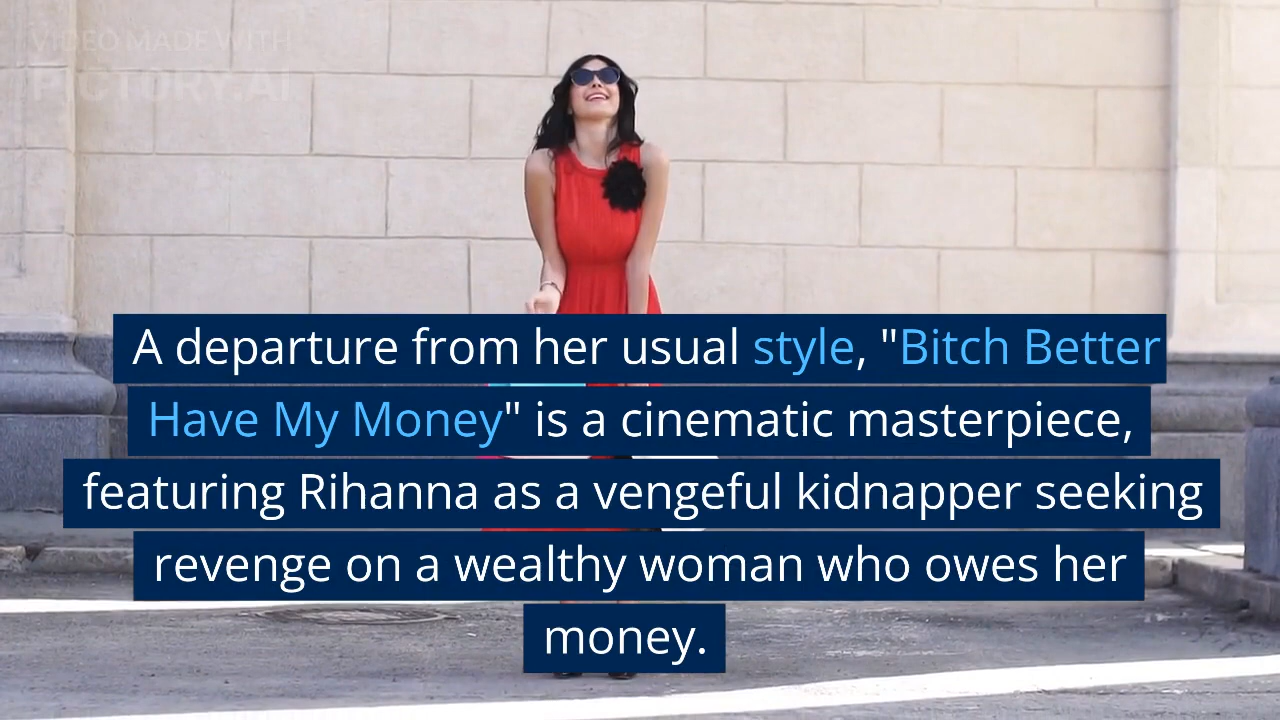 VIDEO MADE WITH
PICTORY.AI
A departure from her usual style, "Bitch Better
Have My Money" is a cinematic masterpiece,
featuring Rihanna as a vengeful kidnapper seeking
revenge on a wealthy woman who owes her
money.